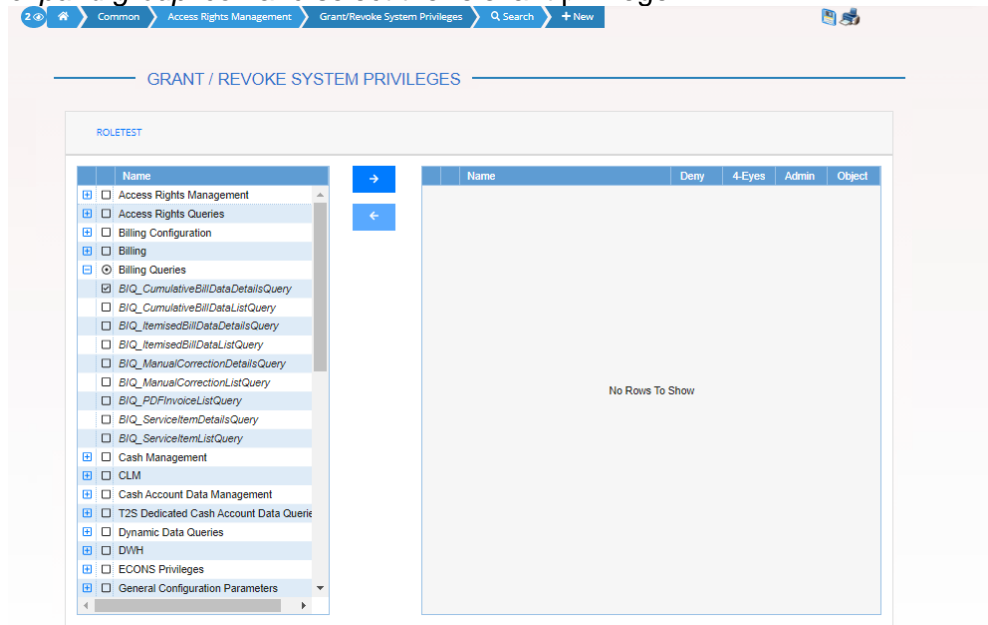 2 Common Access Rights Management Grant/Revoke System Privileges Search + New
GRANT / REVOKE SYSTEM PRIVILEGES
ROLETEST
Name
Access Rights Management
Access Rights Queries
Billing Configuration
Billing
Billing Queries
BIQ_CumulativeBillDataDetailsQuery
BIQ_CumulativeBillDataListQuery
BIQ_ItemisedBillDataDetailsQuery
BIQ_ItemisedBillDataListQuery
BIQ_ManualCorrectionDetailsQuery
BIQ_ManualCorrectionListQuery
BIQ_PDFInvoiceListQuery
BIQ_ServiceItemDetailsQuery
BIQ_ServiceItemListQuery
Cash Management
CLM
Cash Account Data Management
T2S Dedicated Cash Account Data Querie
Dynamic Data Queries
DWH
ECONS Privileges
General Configuration Parameters
Name Deny 4-Eyes Admin Object
No Rows To Show